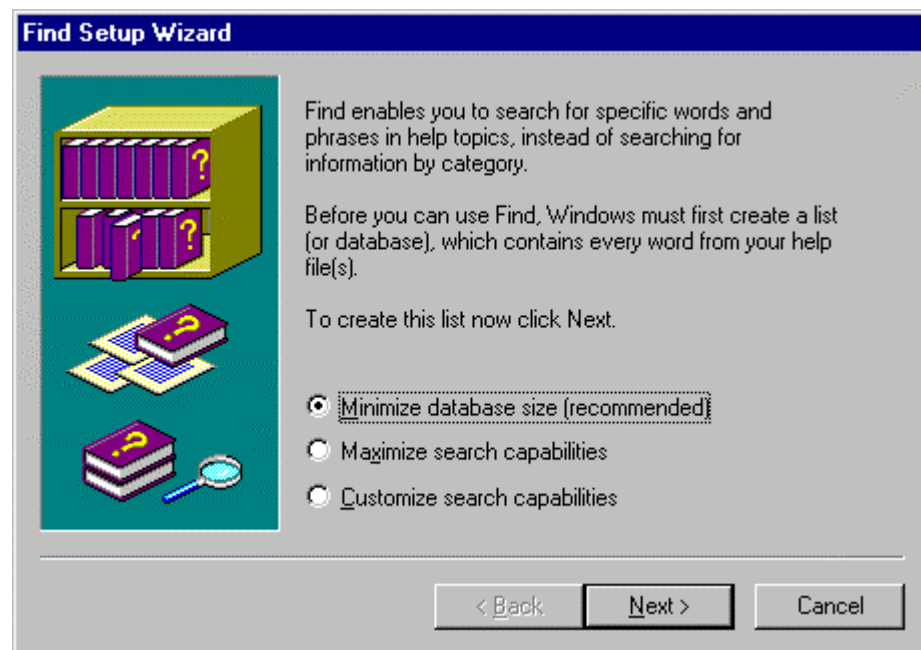 Find Setup Wizard
Find enables you to search for specific words and
phrases in help topics, instead of searching for
information by category.
Before you can use Find, Windows must first create a list
(or database), which contains every word from your help
file(s).
To create this list now click Next.
Minimize database size (recommended)
Maximize search capabilities
Customize search capabilities
< Back
Next >
Cancel